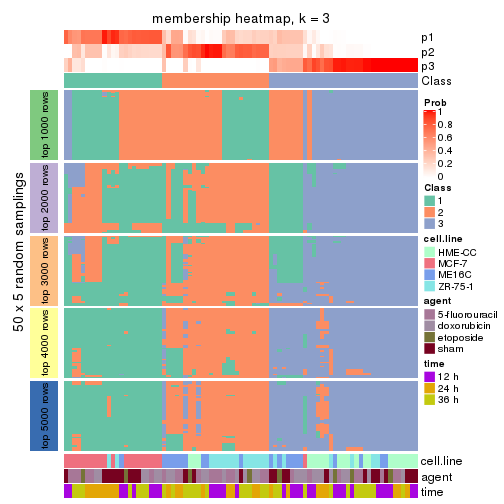 membership heatmap, k = 3
p1
p2
p3
Class
50 x 5 random samplings
top 1000 rows
top 2000 rows
top 3000 rows
top 4000 rows
top 5000 rows
cell.line
agent
time
Prob
1
0.8
0.6
0.4
0.2
0
Class
1
2
3
cell.line
HME-CC
MCF-7
ME16C
ZR-75-1
agent
5-fluorouracil
doxorubicin
etoposide
sham
time
12 h
24 h
36 h